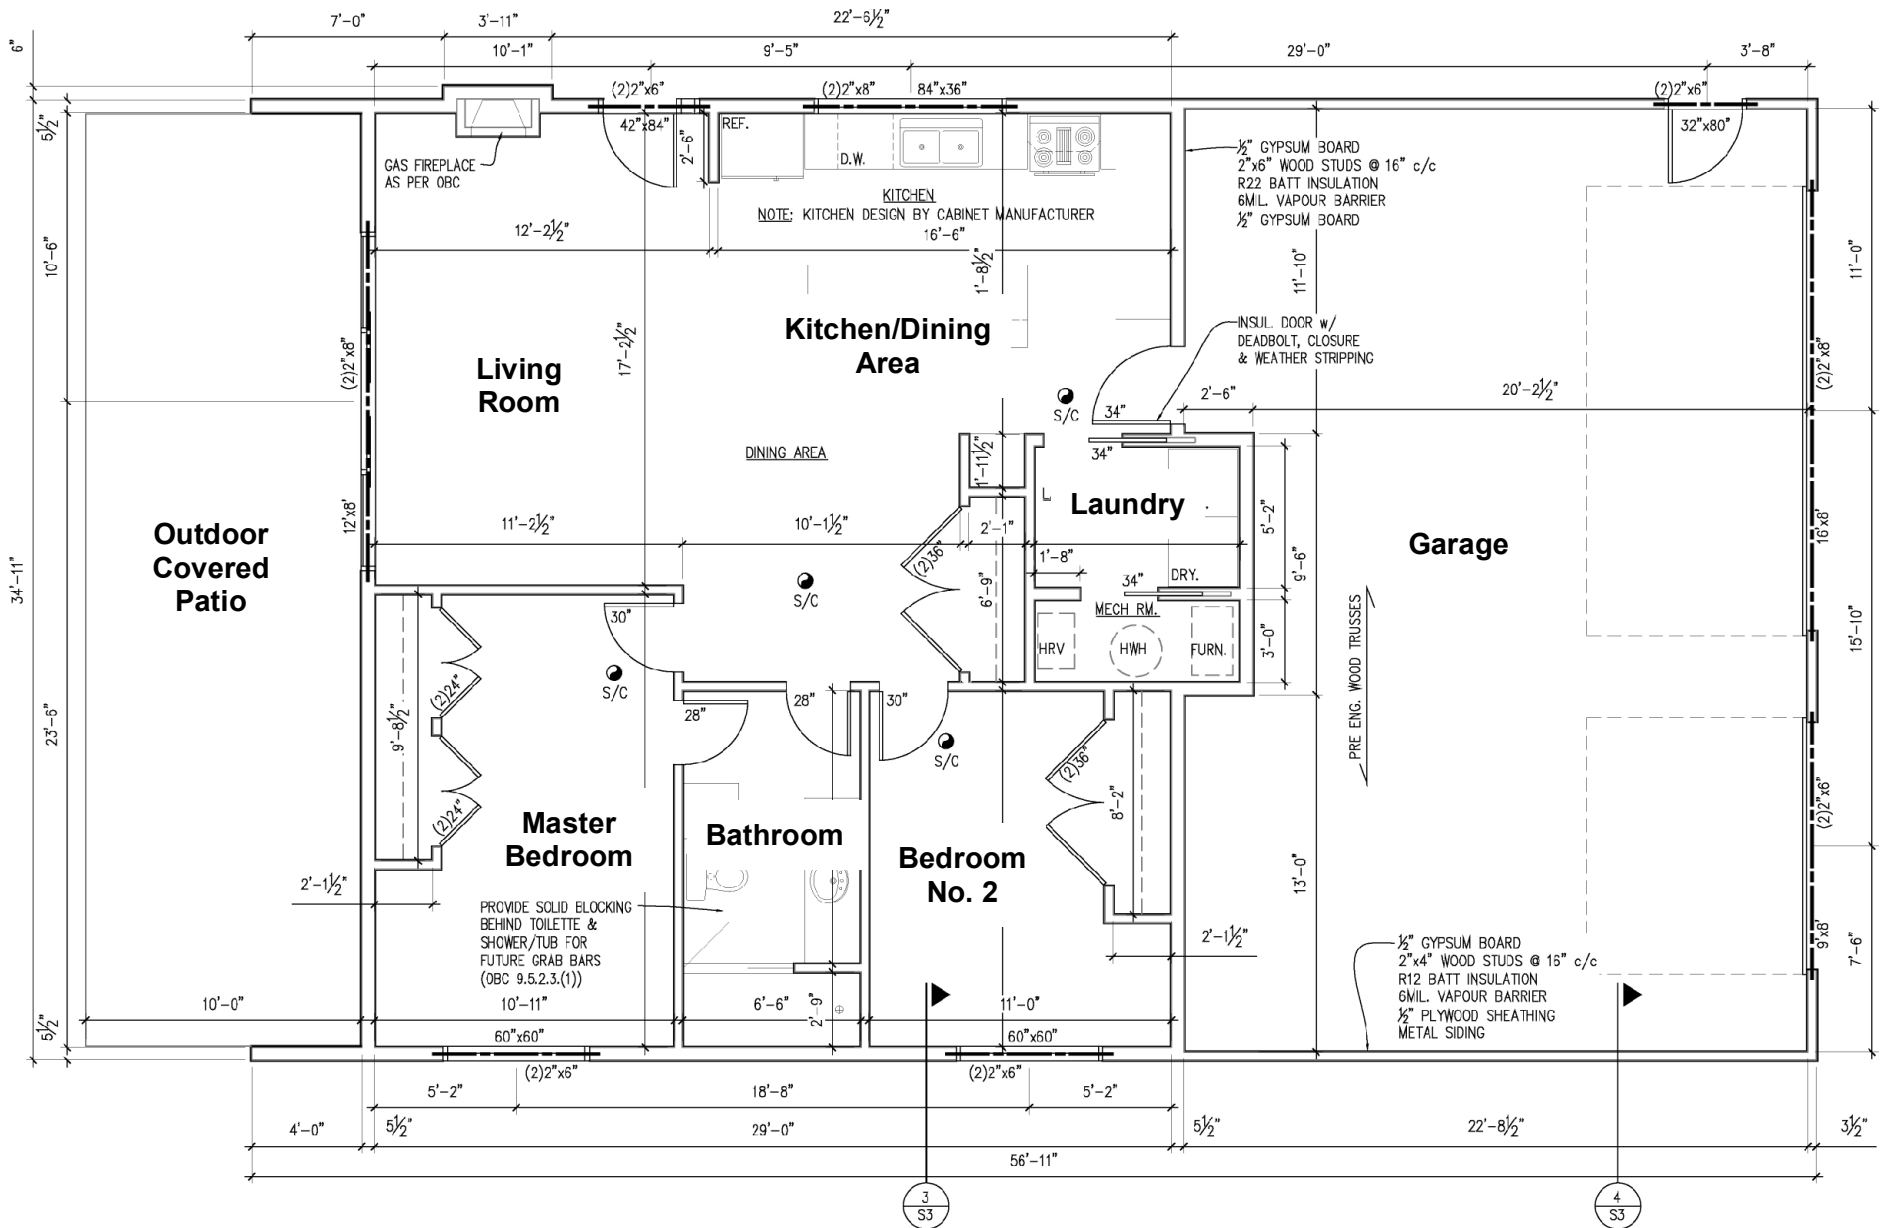 7'-0"
3'-11"
22'-6½"
6"
10'-1"
9'-5"
29'-0"
3'-8"
(2)2"x6"
(2)2"x8"
84"x36"
(2)2"x6"
5½"
42"x84"
2'-6"
REF.
D.W.
32"x80"
GAS FIREPLACE
AS PER OBC
½" GYPSUM BOARD
2"x6" WOOD STUDS @ 16" c/c
R22 BATT INSULATION
6MIL. VAPOUR BARRIER
½" GYPSUM BOARD
KITCHEN
NOTE: KITCHEN DESIGN BY CABINET MANUFACTURER
12'-2½"
16'-6"
10'-6"
1'-8½"
11'-10"
11'-0"
Kitchen/Dining
Area
INSUL. DOOR w/
DEADBOLT, CLOSURE
& WEATHER STRIPPING
17'-2½"
(2)2"x8"
Living
Room
(2)2"x8"
S/C
34"
2'-6"
20'-2½"
34"
DINING AREA
1'-11½"
L
Laundry
12'x8'
11'-2½"
10'-1½"
2'-1"
5'-2"
16'x8'
Outdoor
Covered
Patio
Garage
34'-11"
(2)36"
1'-8"
9'-6"
DRY.
34"
S/C
6'-9"
MECH RM.
30"
3'-0"
HRV
HWH
FURN.
PRE ENG. WOOD TRUSSES
15'-10"
S/C
(2)24"
28"
28"
30"
23'-6"
9'-8½"
S/C
(2)36"
8'-2"
(2)24"
(2)2"x6"
Master
Bedroom
Bathroom
Bedroom
No. 2
2'-1½"
13'-0"
PROVIDE SOLID BLOCKING
BEHIND TOILETTE &
SHOWER/TUB FOR
FUTURE GRAB BARS
(OBC 9.5.2.3.(1))
2'-1½"
½" GYPSUM BOARD
2"x4" WOOD STUDS @ 16" c/c
R12 BATT INSULATION
6MIL. VAPOUR BARRIER
½" PLYWOOD SHEATHING
METAL SIDING
9'x8'
7'-6"
10'-0"
10'-11"
6'-6"
2'-9"
11'-0"
5½"
60"x60"
60"x60"
(2)2"x6"
(2)2"x6"
5'-2"
18'-8"
5'-2"
4'-0"
5½"
29'-0"
5½"
22'-8½"
3½"
56'-11"
3
S3
4
S3